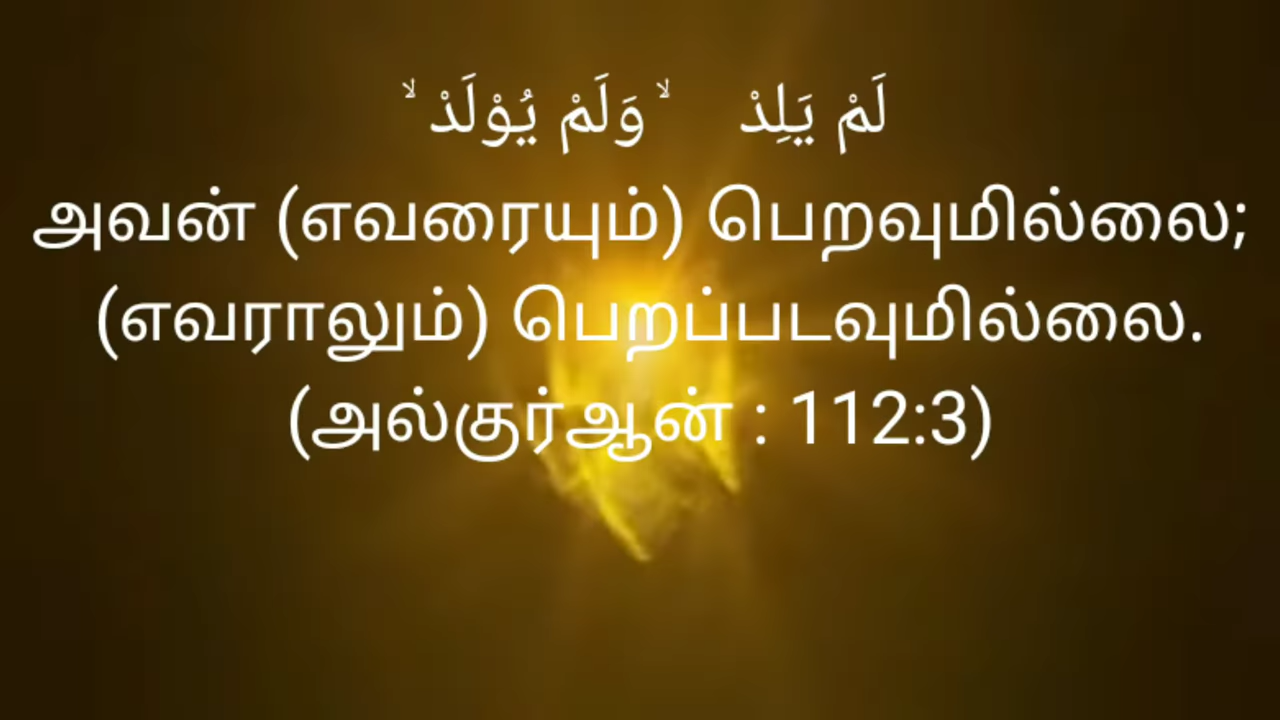 لَمْ يَلِدْ ۙ وَلَمْ يُوْلَدْ ۙ
அவன் (எவரையும்) பெறவுமில்லை;
(எவராலும்) பெறப்படவுமில்லை.
(அல்குர்ஆன் : 112:3)